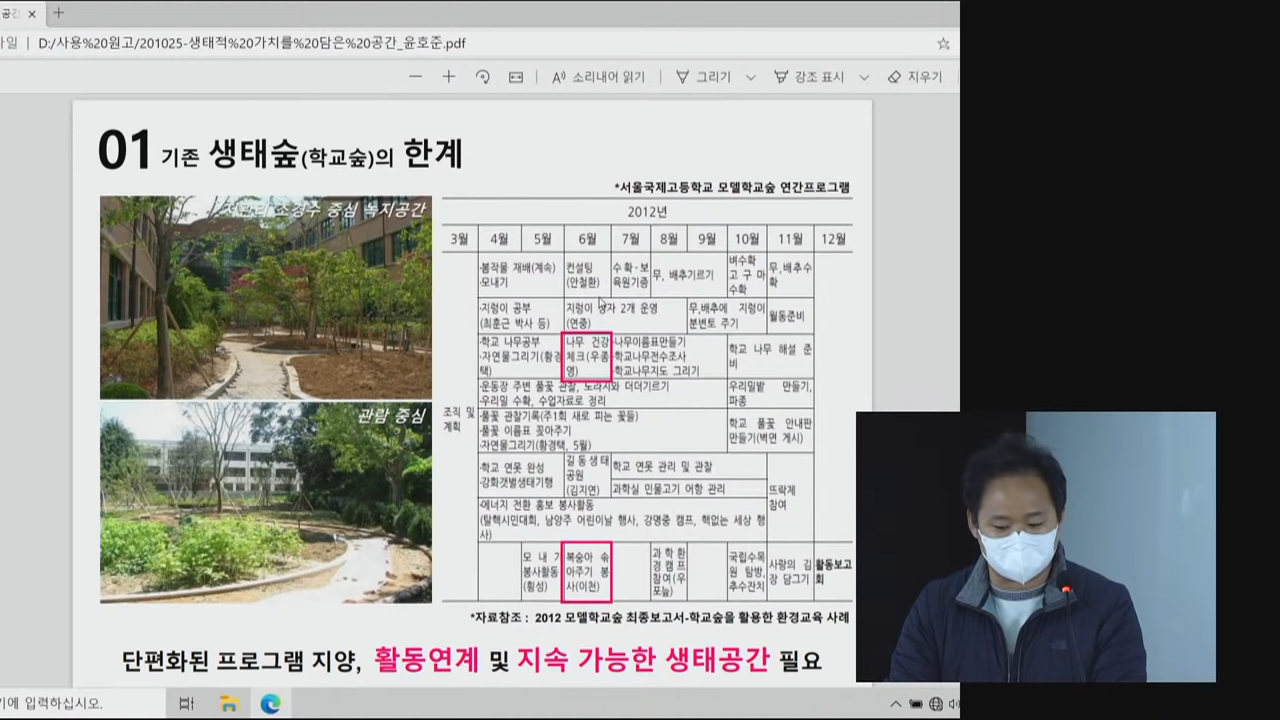 D:/사용%20원고/201025-생태적%20가치를%20담은%20공간_윤호준.pdf
소리내어 읽기
그리기
강조 표시
지우기
01 기존 생태숲(학교숲)의 한계
*서울국제고등학교 모델학교숲 연간프로그램
조경수 중심 녹지공간
관람 중심
2012년
3월 4월 5월 6월 7월 8월 9월 10월 11월 12월
조직 및 계획
·봄작물 재배(계속)
·모내기
컨설팅
(안철환)
수확-보
육원기증
무, 배추기르기
벼수확
고구마
수확
무,배추수
확
·지렁이 공부
(최훈근 박사 등)
지렁이 상자 2개 운영
(연중)
무,배추에 지렁이
분변토 주기
월동준비
·학교 나무공부
·자연물그리기(황경
택)
나무 건강
체크(우종
영)
·나무이름표만들기
·학교나무전수조사
·학교나무지도 그리기
학교 나무 해설 준
비
·운동장 주변 풀꽃 관찰, 도라지와 더더기르기
·우리밀 수확, 수업자료로 정리
우리밀밭 만들기,
파종
·풀꽃 관찰기록(주1회 새로 피는 꽃들)
·풀꽃 이름표 꽂아주기
·자연물그리기(황경택, 5월)
학교 풀꽃 안내판
만들기(벽면 게시)
·학교 연못 완성
·강화갯벌생태기행
길동생태
공원
(김지연)
학교 연못 관리 및 관찰
과학실 민물고기 어항 관리
뜨락제
참여
·에너지 전환 홍보 봉사활동
(탈핵시민대회, 남양주 어린이날 행사, 강명중 캠프, 핵없는 세상 행
사)
모내기
봉사활동
(횡성)
복숭아 솎
아주기 봉
사(이천)
과학환
경캠프
참여(우
포늪)
국립수목
원 탐방,
추수잔치
사랑의 김
장 담그기
활동보고
회
*자료참조 : 2012 모델학교숲 최종보고서-학교숲을 활용한 환경교육 사례
단편화된 프로그램 지양, 활동연계 및 지속 가능한 생태공간 필요
기에 입력하십시오.